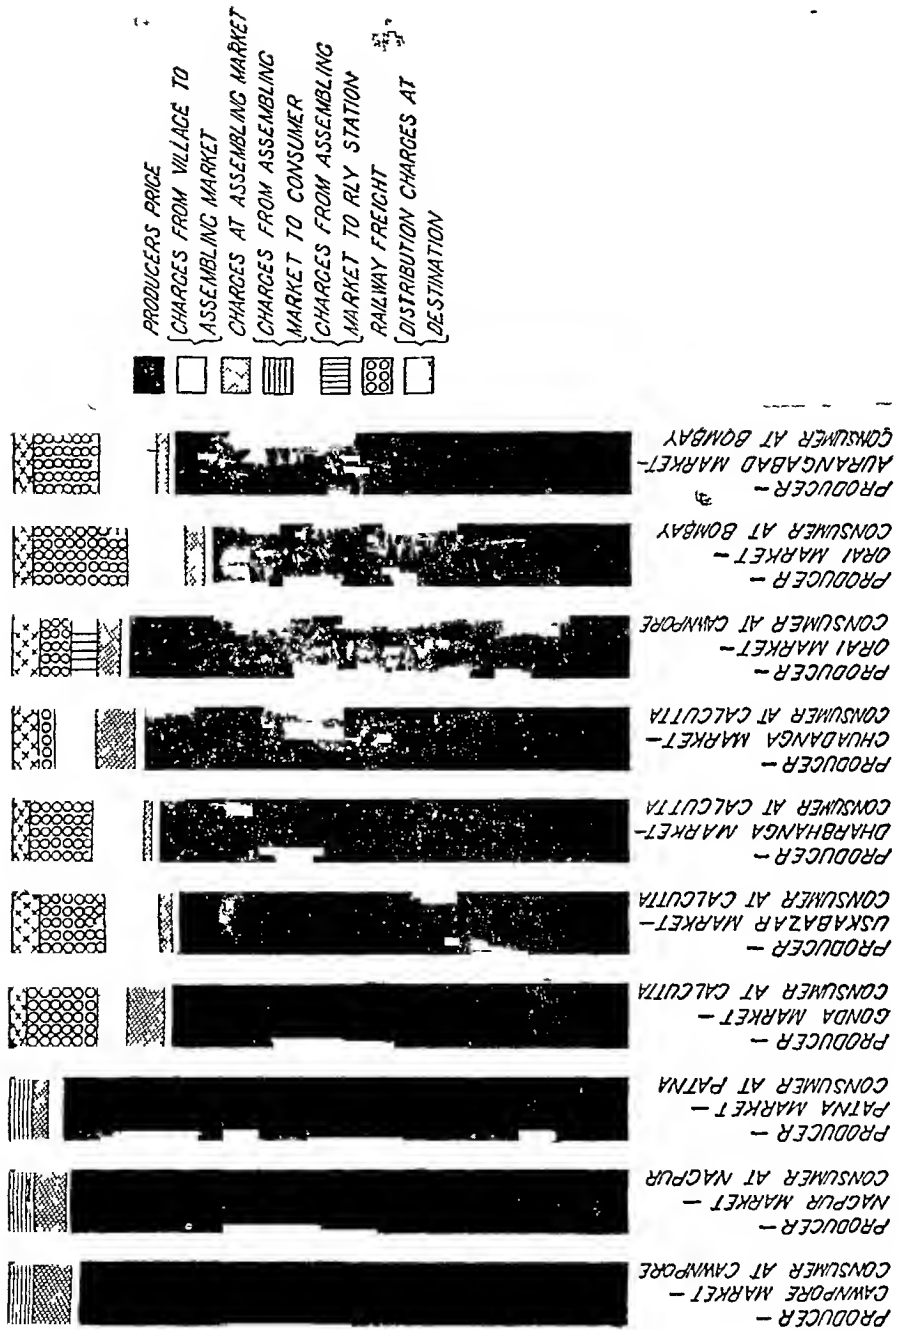 PRODUCERS PRICE
CHARGES FROM VILLAGE TO
ASSEMBLING MARKET
CHARGES AT ASSEMBLING MARKET
CHARGES FROM ASSEMBLING
MARKET TO CONSUMER
CHARGES FROM ASSEMBLING
MARKET TO RLY STATION
RAILWAY FREIGHT
DISTRIBUTION CHARGES AT
DESTINATION
PRODUCER –
AURANGABAD MARKET–
CONSUMER AT BOMBAY
PRODUCER –
ORAI MARKET –
CONSUMER AT BOMBAY
PRODUCER –
ORAI MARKET–
CONSUMER AT CAWNPORE
PRODUCER –
CHUADANGA MARKET–
CONSUMER AT CALCUTTA
PRODUCER –
DHARBHANGA MARKET–
CONSUMER AT CALCUTTA
PRODUCER –
USKABAZAR MARKET–
CONSUMER AT CALCUTTA
PRODUCER –
GONDA MARKET –
CONSUMER AT CALCUTTA
PRODUCER –
PATNA MARKET –
CONSUMER AT PATNA
PRODUCER –
NAGPUR MARKET –
CONSUMER AT NAGPUR
PRODUCER –
CAWNPORE MARKET –
CONSUMER AT CAWNPORE